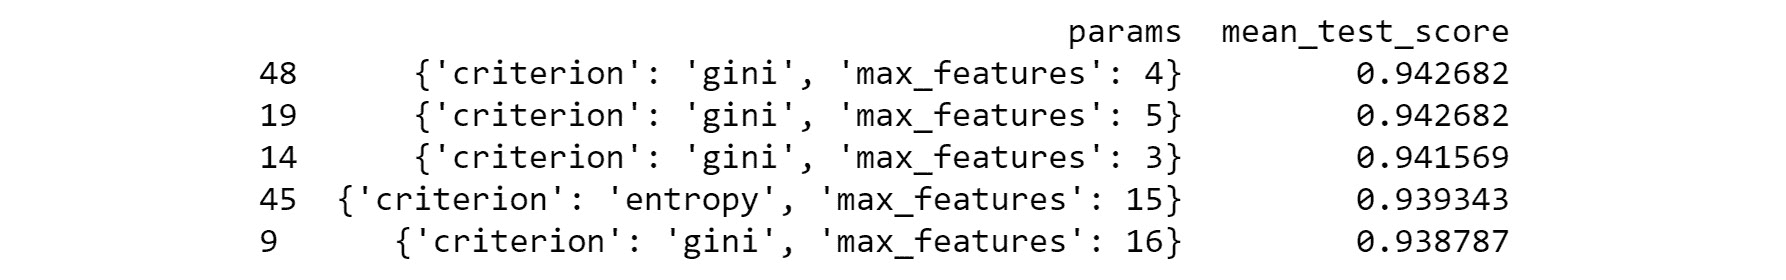 params mean_test_score
48 {'criterion': 'gini', 'max_features': 4} 0.942682
19 {'criterion': 'gini', 'max_features': 5} 0.942682
14 {'criterion': 'gini', 'max_features': 3} 0.941569
45 {'criterion': 'entropy', 'max_features': 15} 0.939343
9 {'criterion': 'gini', 'max_features': 16} 0.938787